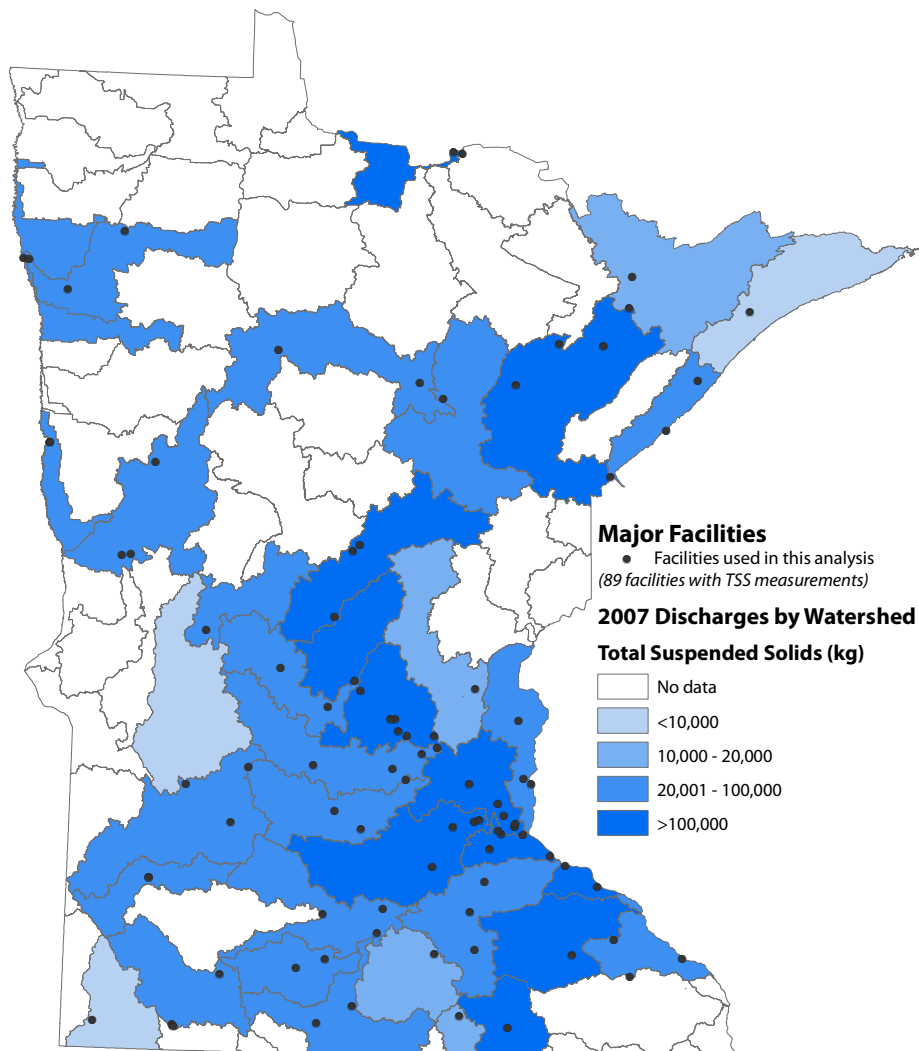 Major Facilities
Facilities used in this analysis
(89 facilities with TSS measurements)
2007 Discharges by Watershed
Total Suspended Solids (kg)
No data
<10,000
10,000 - 20,000
20,001 - 100,000
>100,000